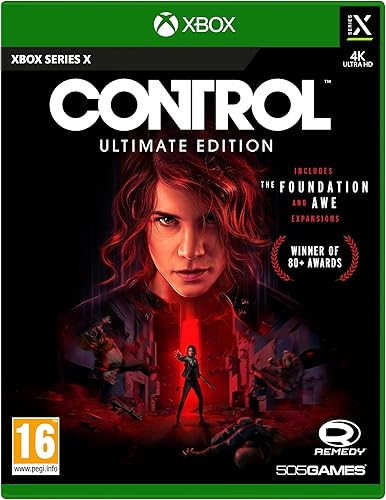 XBOX
SERIES
X
XBOX SERIES X
4K
ULTRA HD
CONTROL™
ULTIMATE EDITION
INCLUDES
THE FOUNDATION
AND AWE
EXPANSIONS
WINNER OF
80+ AWARDS
16
www.pegi.info
REMEDY
505GAMES®